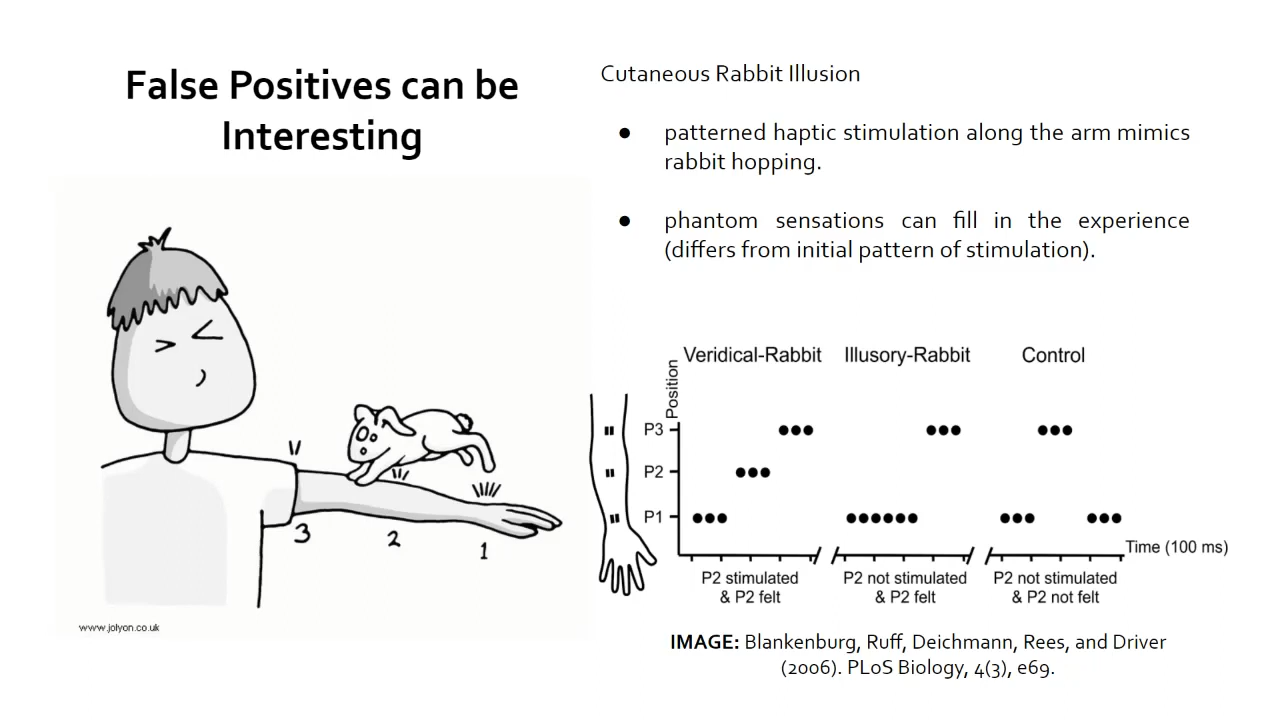 False Positives can be
Interesting
3
2
1
www.jolyon.co.uk
Cutaneous Rabbit Illusion
● patterned haptic stimulation along the arm mimics
rabbit hopping.
● phantom sensations can fill in the experience
(differs from initial pattern of stimulation).
Veridical-Rabbit Illusory-Rabbit Control
Position
P3
P2
P1
Time (100 ms)
P2 stimulated
& P2 felt
P2 not stimulated
& P2 felt
P2 not stimulated
& P2 not felt
IMAGE: Blankenburg, Ruff, Deichmann, Rees, and Driver
(2006). PLoS Biology, 4(3), e69.